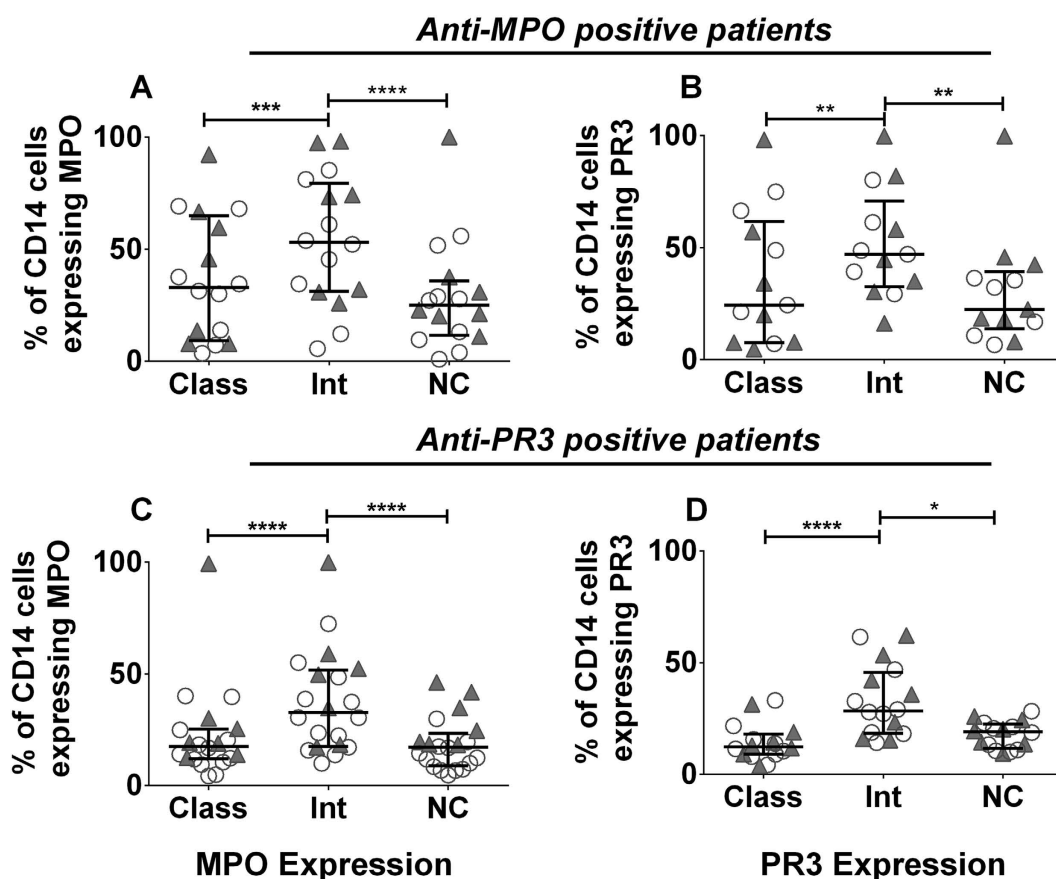 Anti-MPO positive patients
A
*** ****
% of CD14 cells
expressing MPO
100
50
0
Class Int NC
B
** **
% of CD14 cells
expressing PR3
100
50
0
Class Int NC
Anti-PR3 positive patients
C
**** ****
% of CD14 cells
expressing MPO
100
50
0
Class Int NC
MPO Expression
D
**** *
% of CD14 cells
expressing PR3
100
50
0
Class Int NC
PR3 Expression